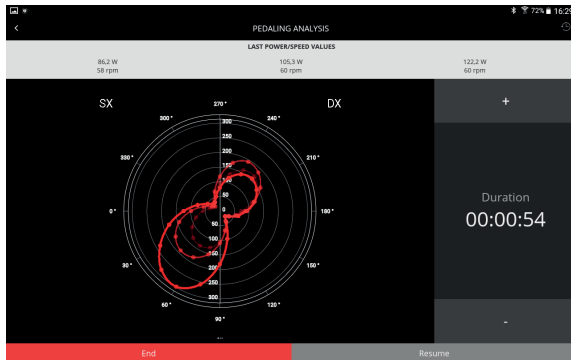 72% 16:29
PEDALING ANALYSIS
LAST POWER/SPEED VALUES
86,2 W 105,3 W 122,2 W
58 rpm 60 rpm 60 rpm
SX 270° DX +
300° 240°
300
250
330° 200 210°
150
100
50
0° 0 180°
50
100
150
30° 200 150°
250
300
60° 120°
90°
Duration
00:00:54
-
End Resume